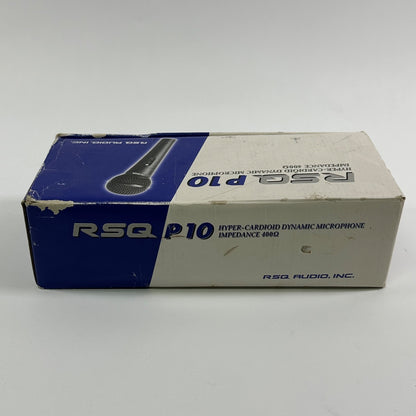 RSQ AUDIO, INC.
HYPER-CARDIOID DYNAMIC MICROPHONE
IMPEDANCE 400Ω
RSQ P10
RSQ P10
HYPER-CARDIOID DYNAMIC MICROPHONE
IMPEDANCE 400Ω
RSQ AUDIO, INC.